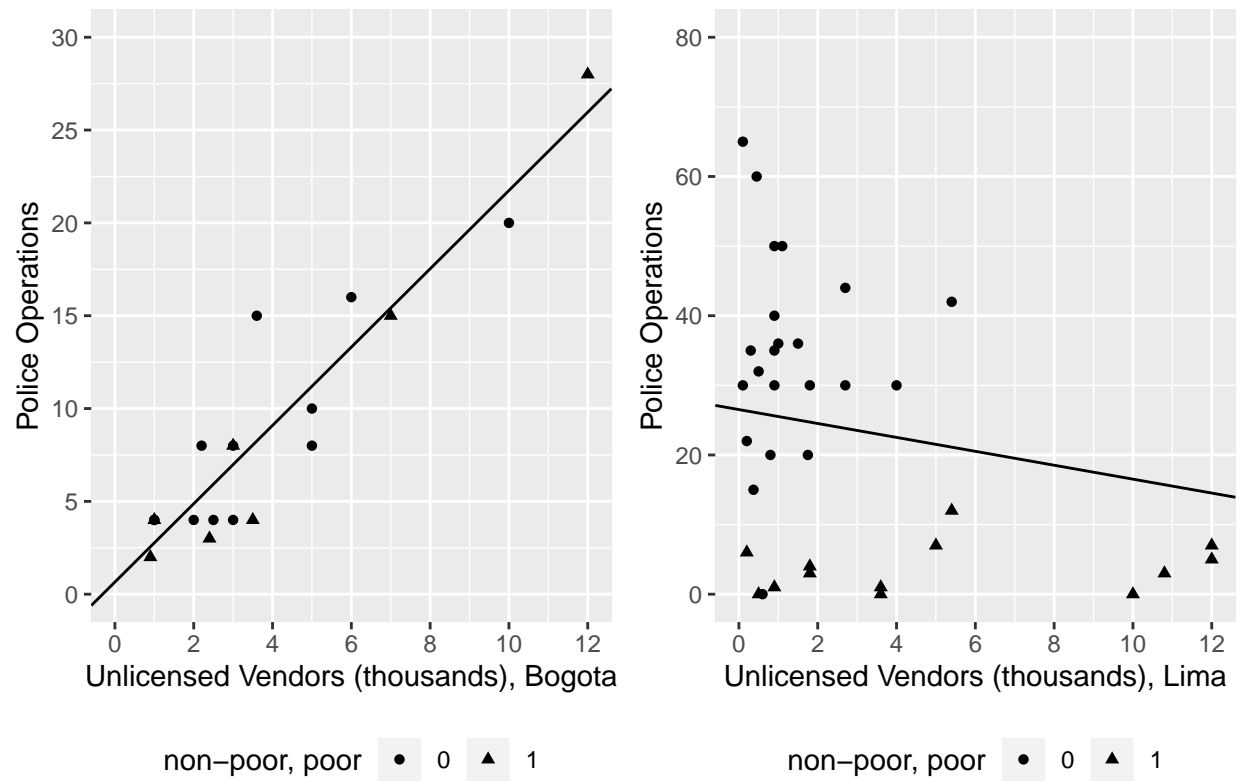 30
25
20
15
10
5
0
Police Operations
0 2 4 6 8 10 12
Unlicensed Vendors (thousands), Bogota
non−poor, poor 0 1
80
60
40
20
0
Police Operations
0 2 4 6 8 10 12
Unlicensed Vendors (thousands), Lima
non−poor, poor 0 1